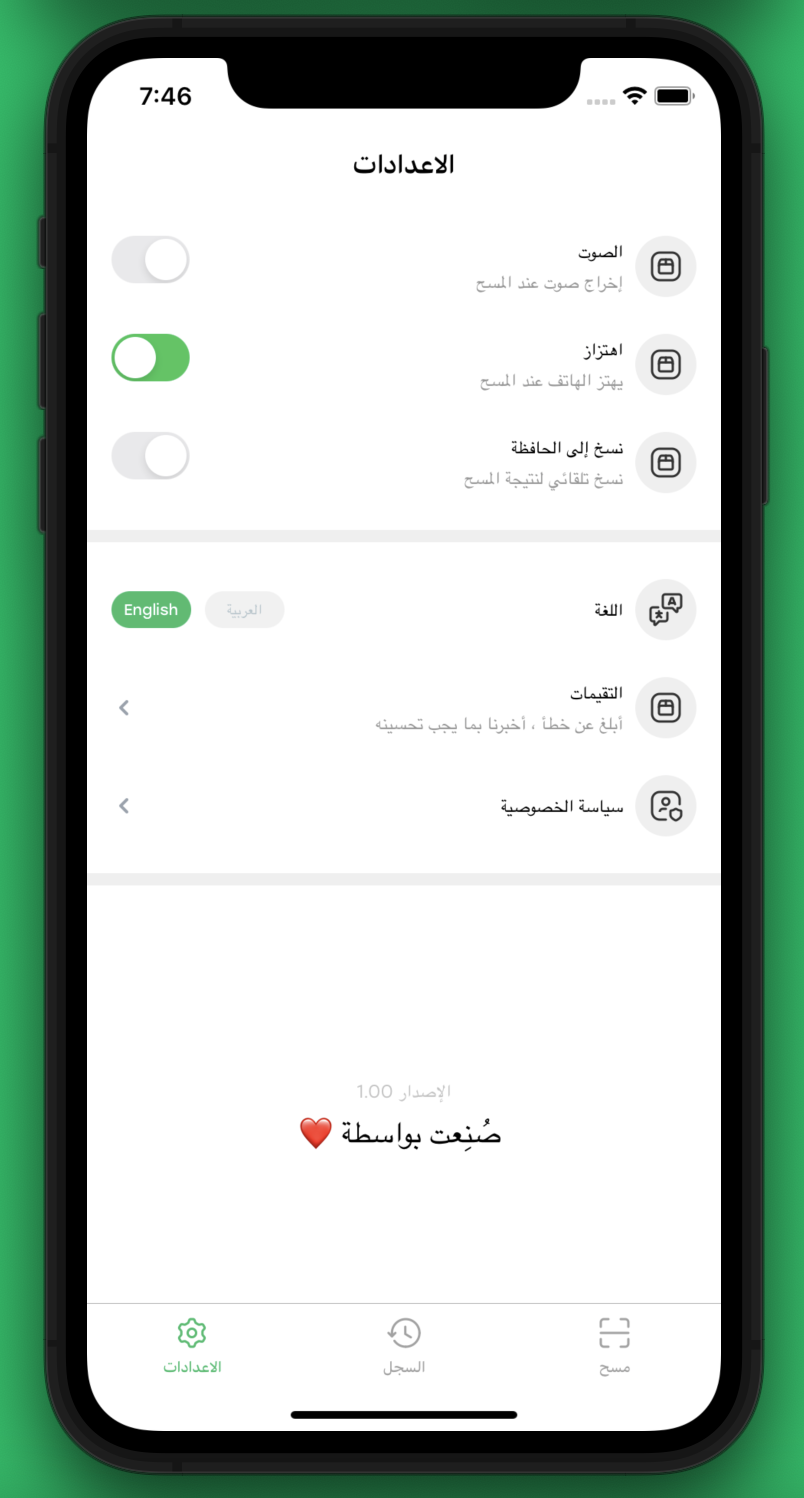 7:46
الاعدادات
الصوت
إخراج صوت عند المسح
اهتزاز
يهتز الهاتف عند المسح
نسخ إلى الحافظة
نسخ تلقائي لنتيجة المسح
اللغة
العربية
English
التقيمات
أبلغ عن خطأ ، أخبرنا بما يجب تحسينه
سياسة الخصوصية
الإصدار 1.00
صُنِعت بواسطة ❤️
مسح
السجل
الاعدادات